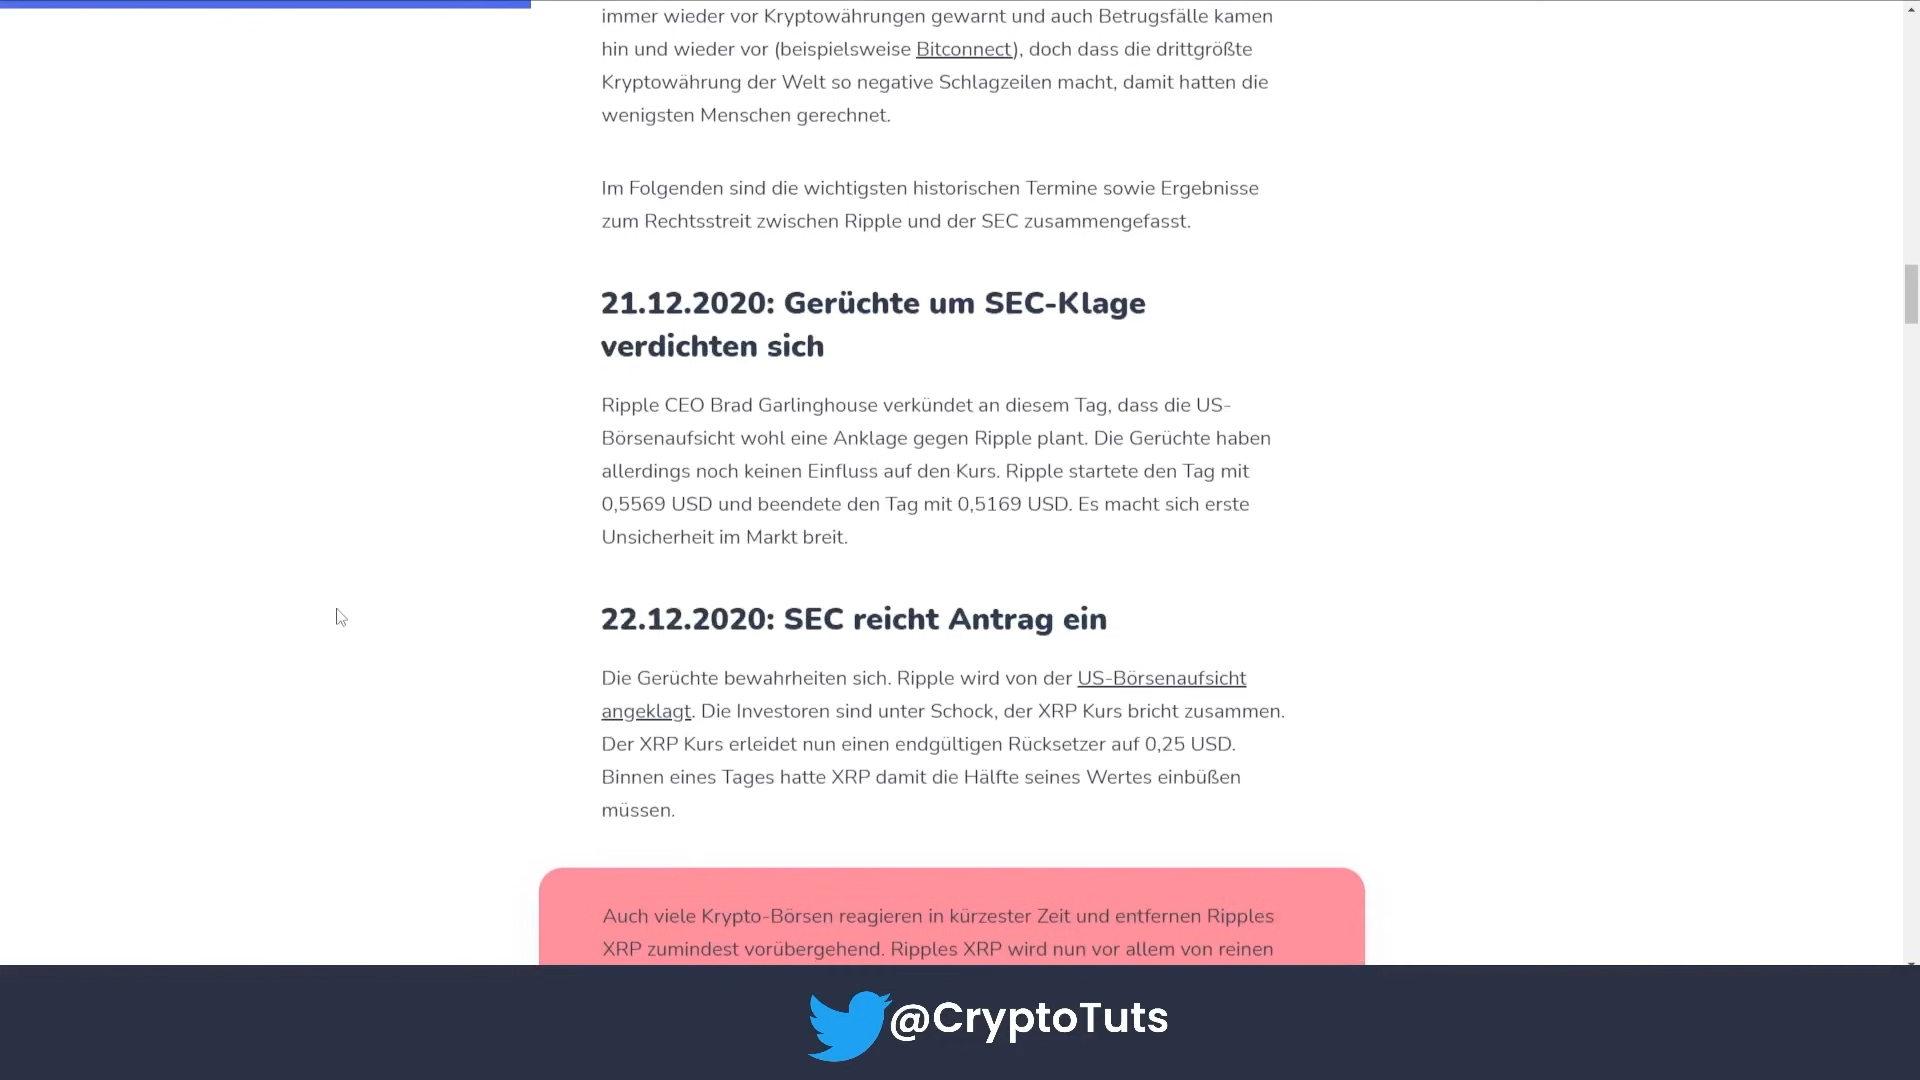 immer wieder vor Kryptowährungen gewarnt und auch Betrugsfälle kamen
hin und wieder vor (beispielsweise Bitconnect), doch dass die drittgrößte
Kryptowährung der Welt so negative Schlagzeilen macht, damit hatten die
wenigsten Menschen gerechnet.
Im Folgenden sind die wichtigsten historischen Termine sowie Ergebnisse
zum Rechtsstreit zwischen Ripple und der SEC zusammengefasst.
21.12.2020: Gerüchte um SEC-Klage
verdichten sich
Ripple CEO Brad Garlinghouse verkündet an diesem Tag, dass die US-
Börsenaufsicht wohl eine Anklage gegen Ripple plant. Die Gerüchte haben
allerdings noch keinen Einfluss auf den Kurs. Ripple startete den Tag mit
0,5569 USD und beendete den Tag mit 0,5169 USD. Es macht sich erste
Unsicherheit im Markt breit.
22.12.2020: SEC reicht Antrag ein
Die Gerüchte bewahrheiten sich. Ripple wird von der US-Börsenaufsicht
angeklagt. Die Investoren sind unter Schock, der XRP Kurs bricht zusammen.
Der XRP Kurs erleidet nun einen endgültigen Rücksetzer auf 0,25 USD.
Binnen eines Tages hatte XRP damit die Hälfte seines Wertes einbüßen
müssen.
Auch viele Krypto-Börsen reagieren in kürzester Zeit und entfernen Ripples
XRP zumindest vorübergehend. Ripples XRP wird nun vor allem von reinen
@CryptoTuts